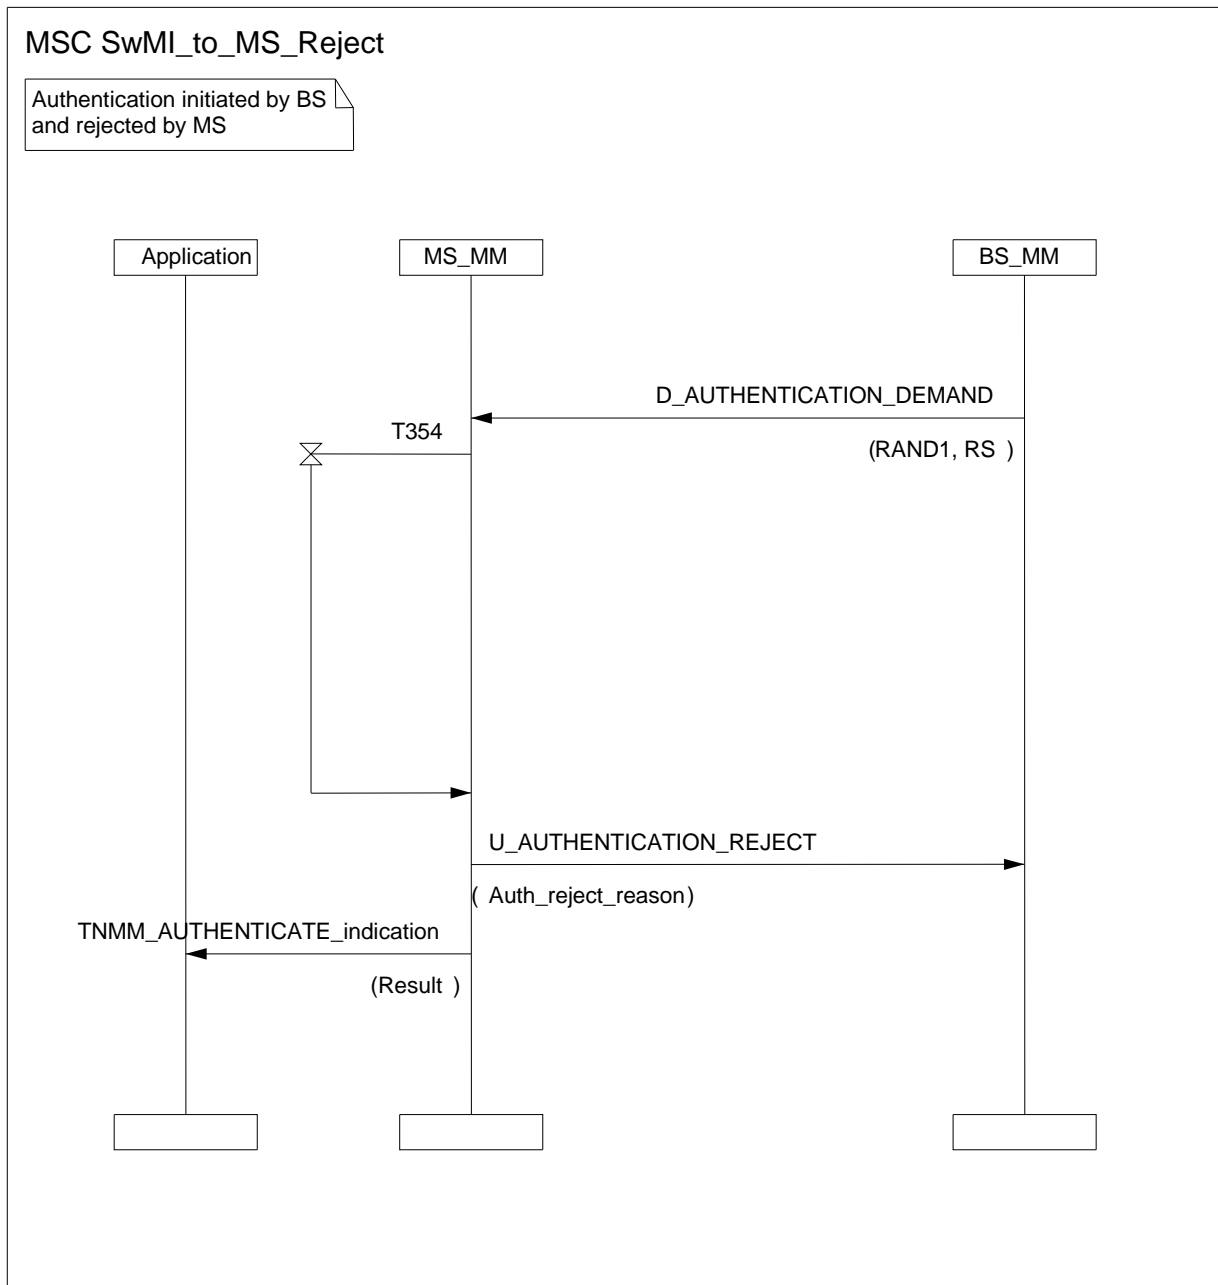 MSC SwMI_to_MS_Reject
Authentication initiated by BS
and rejected by MS
Application
MS_MM
BS_MM
D_AUTHENTICATION_DEMAND
T354
(RAND1, RS )
U_AUTHENTICATION_REJECT
( Auth_reject_reason)
TNMM_AUTHENTICATE_indication
(Result )